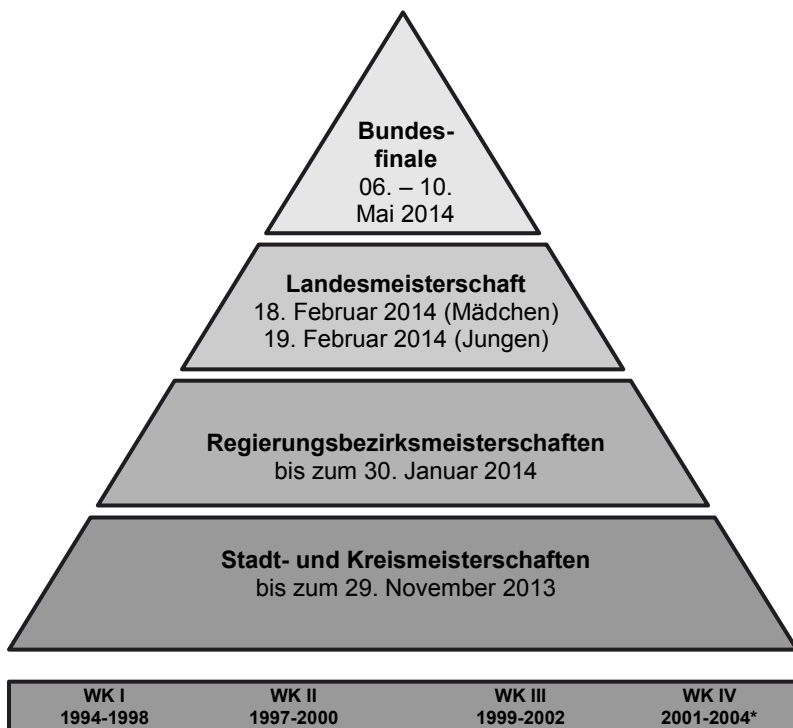 Bundes-
finale
06. – 10.
Mai 2014
Landesmeisterschaft
18. Februar 2014 (Mädchen)
19. Februar 2014 (Jungen)
Regierungsbezirksmeisterschaften
bis zum 30. Januar 2014
Stadt- und Kreismeisterschaften
bis zum 29. November 2013
WK I WK II WK III WK IV
1994-1998 1997-2000 1999-2002 2001-2004*